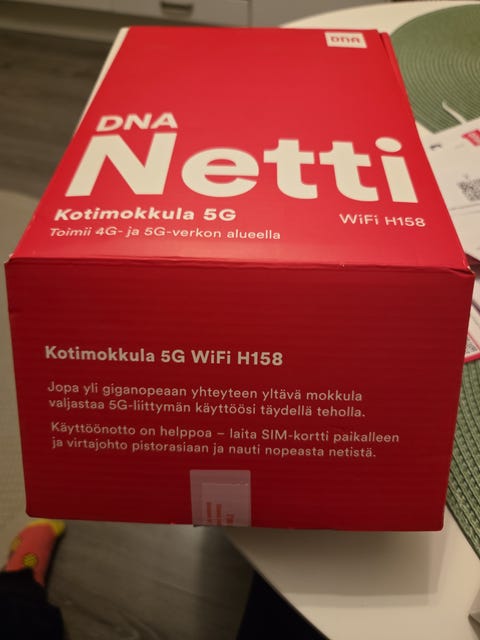 DNA
DNA
Netti
Kotimokkula 5G
WiFi H158
Toimii 4G- ja 5G-verkon alueella
Kotimokkula 5G WiFi H158
Jopa yli giganopeaan yhteyteen yltävä mokkula
valjastaa 5G-liittymän käyttöösi täydellä teholla.
Käyttöönotto on helppoa – laita SIM-kortti paikalleen
ja virtajohto pistorasiaan ja nauti nopeasta netistä.